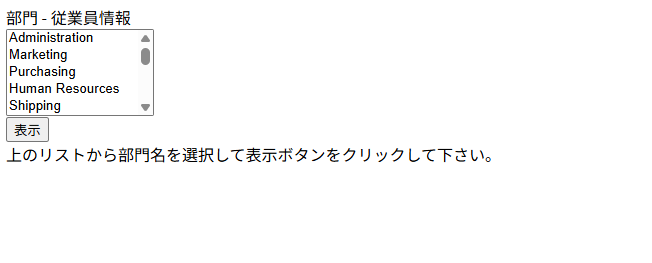 部門 - 従業員情報
Administration
Marketing
Purchasing
Human Resources
Shipping
表示
上のリストから部門名を選択して表示ボタンをクリックして下さい。